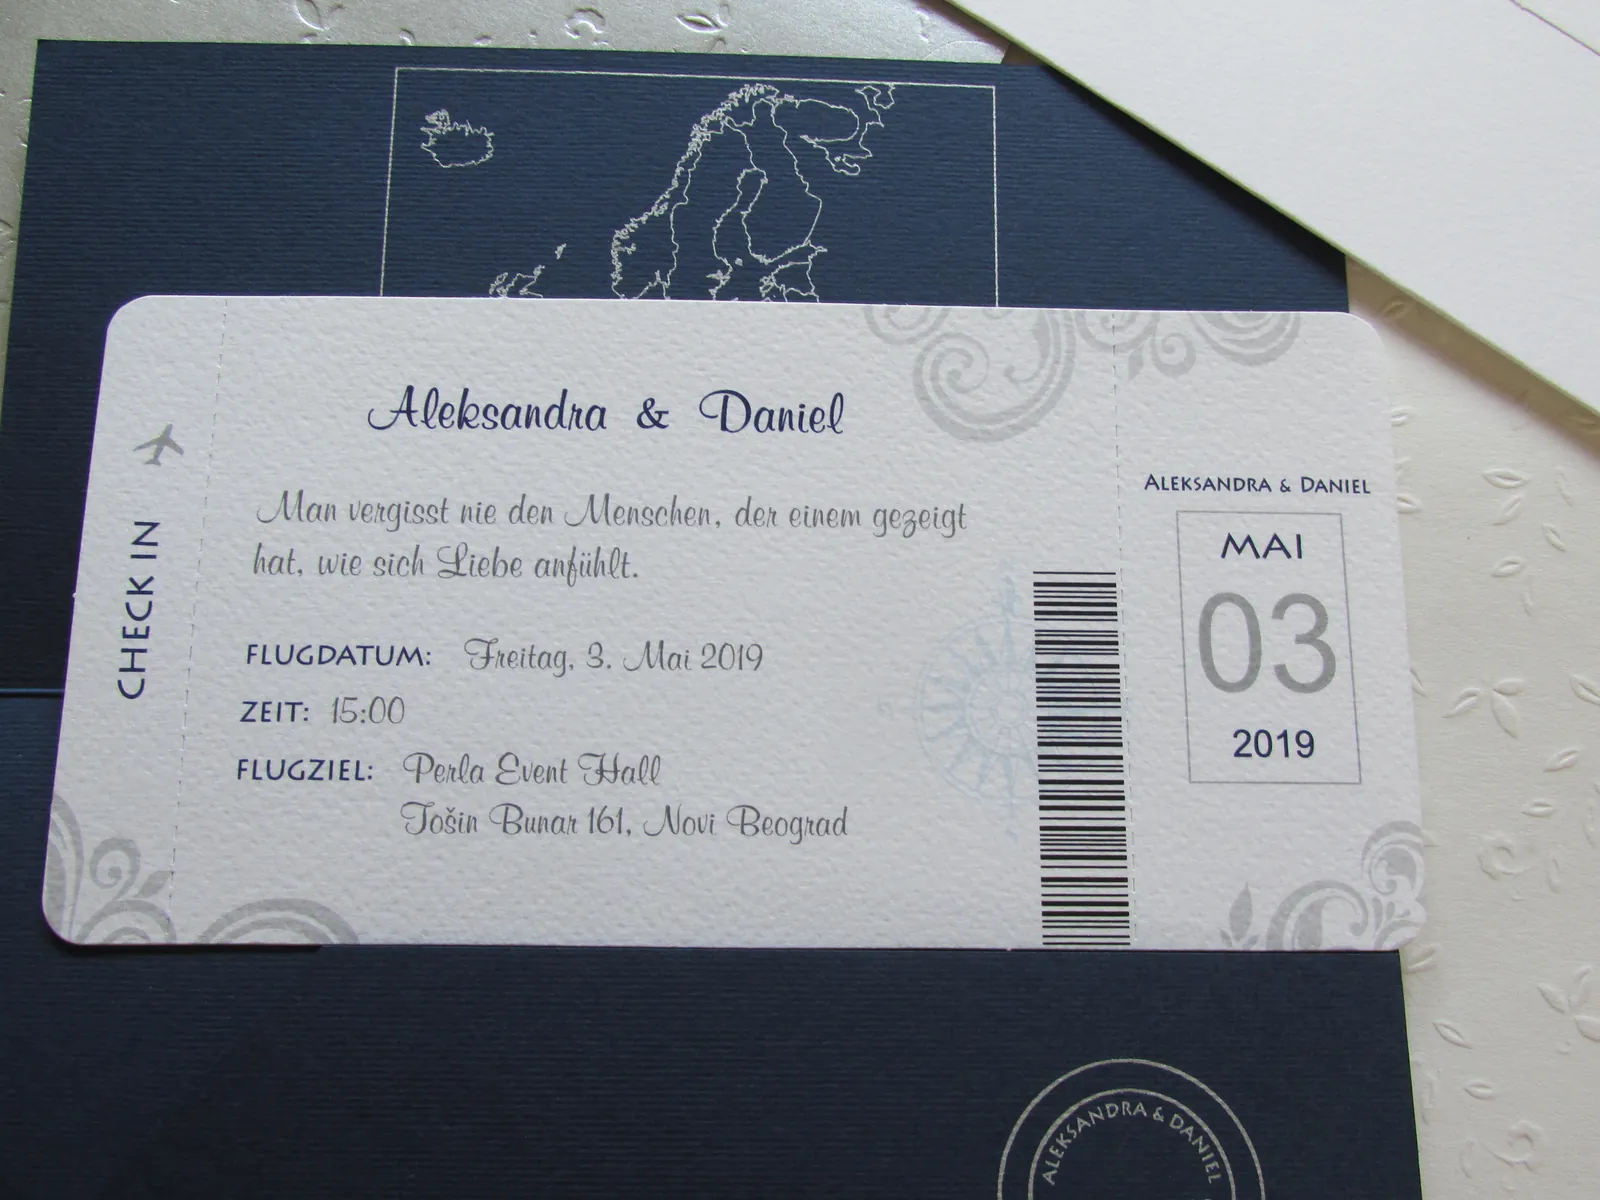 Aleksandra & Daniel
Man vergisst nie den Menschen, der einem gezeigt
hat, wie sich Liebe anfühlt.
FLUGDATUM: Freitag, 3. Mai 2019
ZEIT: 15:00
FLUGZIEL: Perla Event Hall
Tošin Bunar 161, Novi Beograd
CHECK IN
ALEKSANDRA & DANIEL
MAI
03
2019
ALEKSANDRA & DANIEL